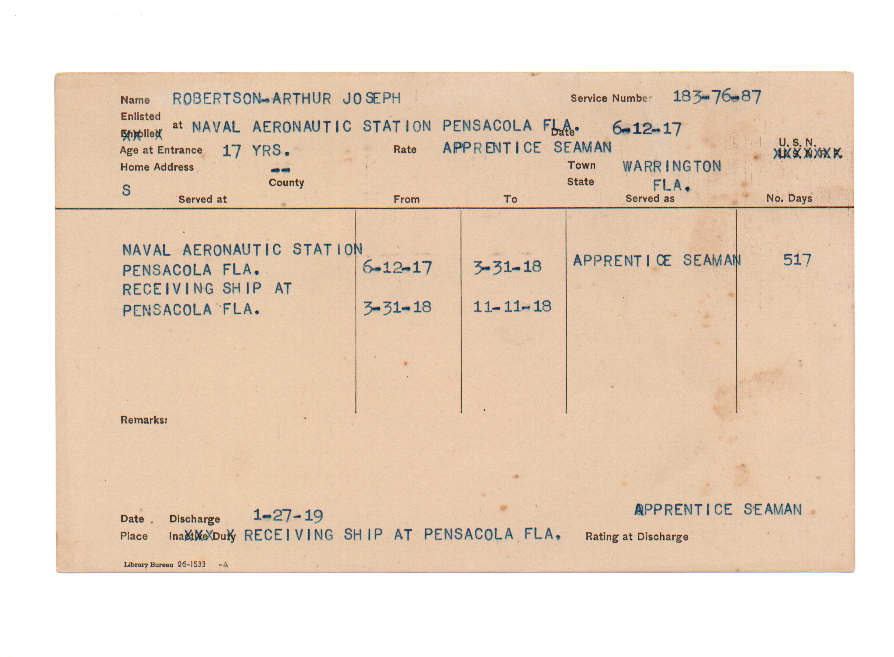 Name ROBERTSON-ARTHUR JOSEPH Service Number 183-76-87
Enlisted
Enrolled at NAVAL AERONAUTIC STATION PENSACOLA FLA. Date 6-12-17
Age at Entrance 17 YRS. Rate APPRENTICE SEAMAN U. S. N.
Home Address -- Town WARRINGTON
S County State FLA.
Served at From To Served as No. Days
NAVAL AERONAUTIC STATION
PENSACOLA FLA. 6-12-17 3-31-18 APPRENTICE SEAMAN 517
RECEIVING SHIP AT
PENSACOLA FLA. 3-31-18 11-11-18
Remarks:
Date Discharge 1-27-19 APPRENTICE SEAMAN
Place Inactive Duty RECEIVING SHIP AT PENSACOLA FLA. Rating at Discharge
Library Bureau 26-1533 -A